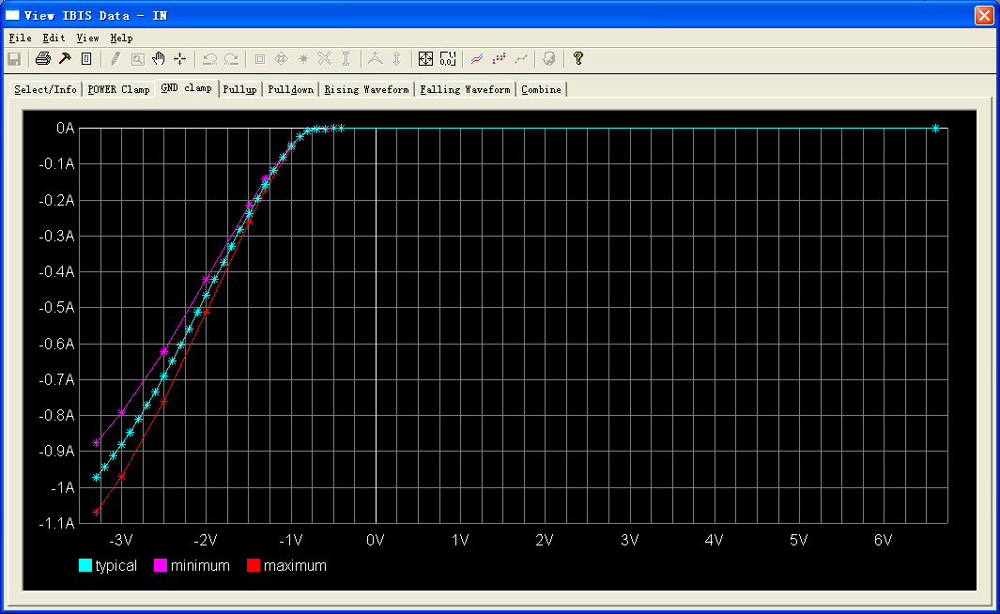 View IBIS Data - IN
File Edit View Help
Select/Info POWER Clamp GND clamp Pullup Pulldown Rising Waveform Falling Waveform Combine
0A
-0.1A
-0.2A
-0.3A
-0.4A
-0.5A
-0.6A
-0.7A
-0.8A
-0.9A
-1A
-1.1A
-3V -2V -1V 0V 1V 2V 3V 4V 5V 6V
typical minimum maximum